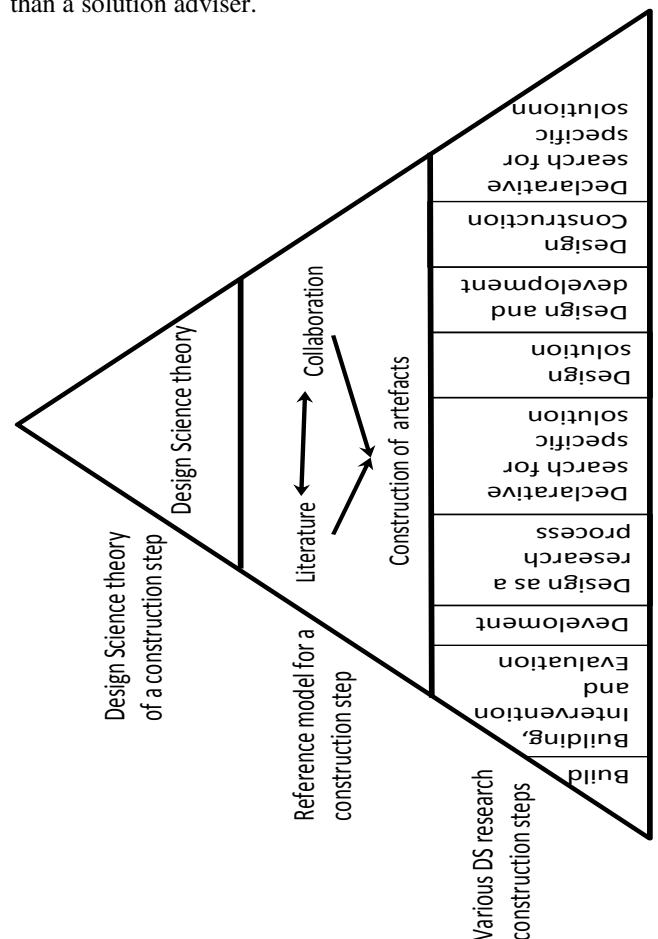 than a solution adviser.
Design Science theory
of a construction step
Design Science theory
Reference model for a
construction step
Literature
Collaboration
Construction of artefacts
Various DS research
construction steps
Build
Building,
Intervention
and
Evaluation
Develoment
Design as a
research
process
Declarative
search for
specific
solution
Design
solution
Design and
development
Design
Construction
Declarative
search for
specific
solutionn